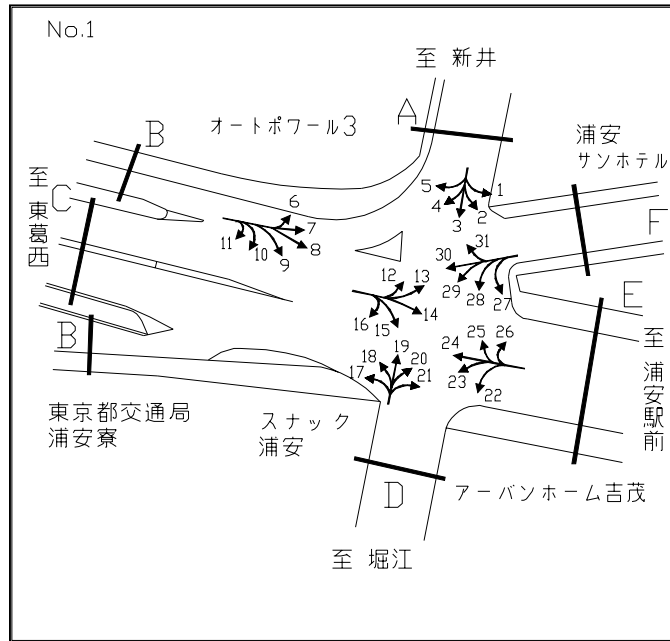 No.1
至 新井
オートポワール3
A
浦安
サンホテル
B
至 東葛西
C
F
E
B
D
1
2
3
4
5
6
7
8
9
10
11
12
13
14
15
16
17
18
19
20
21
22
23
24
25
26
27
28
29
30
31
至 浦安駅前
東京都交通局
浦安寮
スナック
浦安
アーバンホーム吉茂
至 堀江